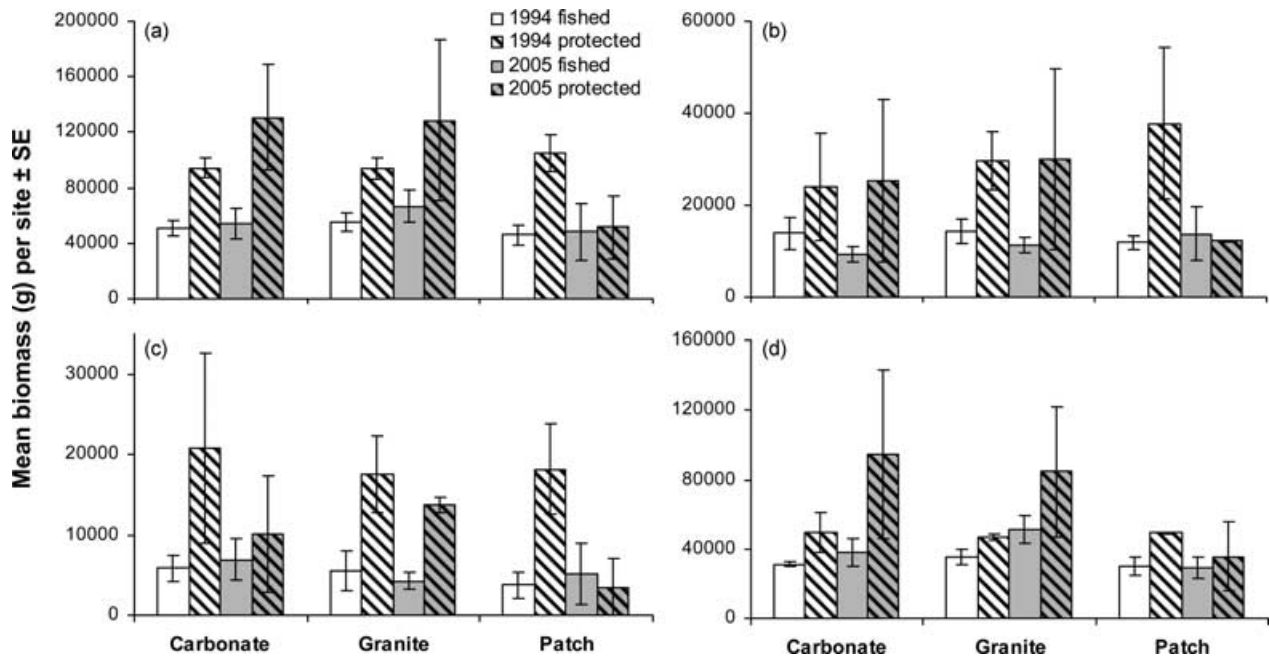 Mean biomass (g) per site ± SE
(a)
200000
160000
120000
80000
40000
0
1994 fished
1994 protected
2005 fished
2005 protected
(b)
60000
40000
20000
0
(c)
30000
20000
10000
0
Carbonate Granite Patch
(d)
160000
120000
80000
40000
0
Carbonate Granite Patch